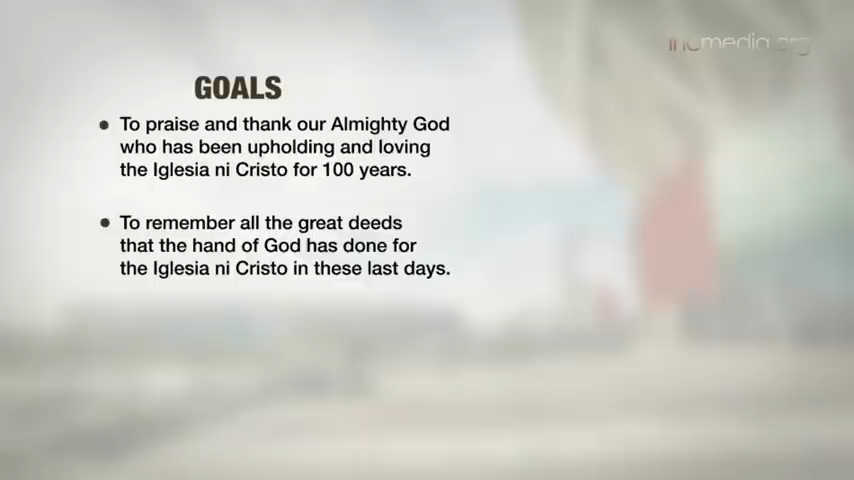 incmedia.org
GOALS
• To praise and thank our Almighty God
who has been upholding and loving
the Iglesia ni Cristo for 100 years.
• To remember all the great deeds
that the hand of God has done for
the Iglesia ni Cristo in these last days.